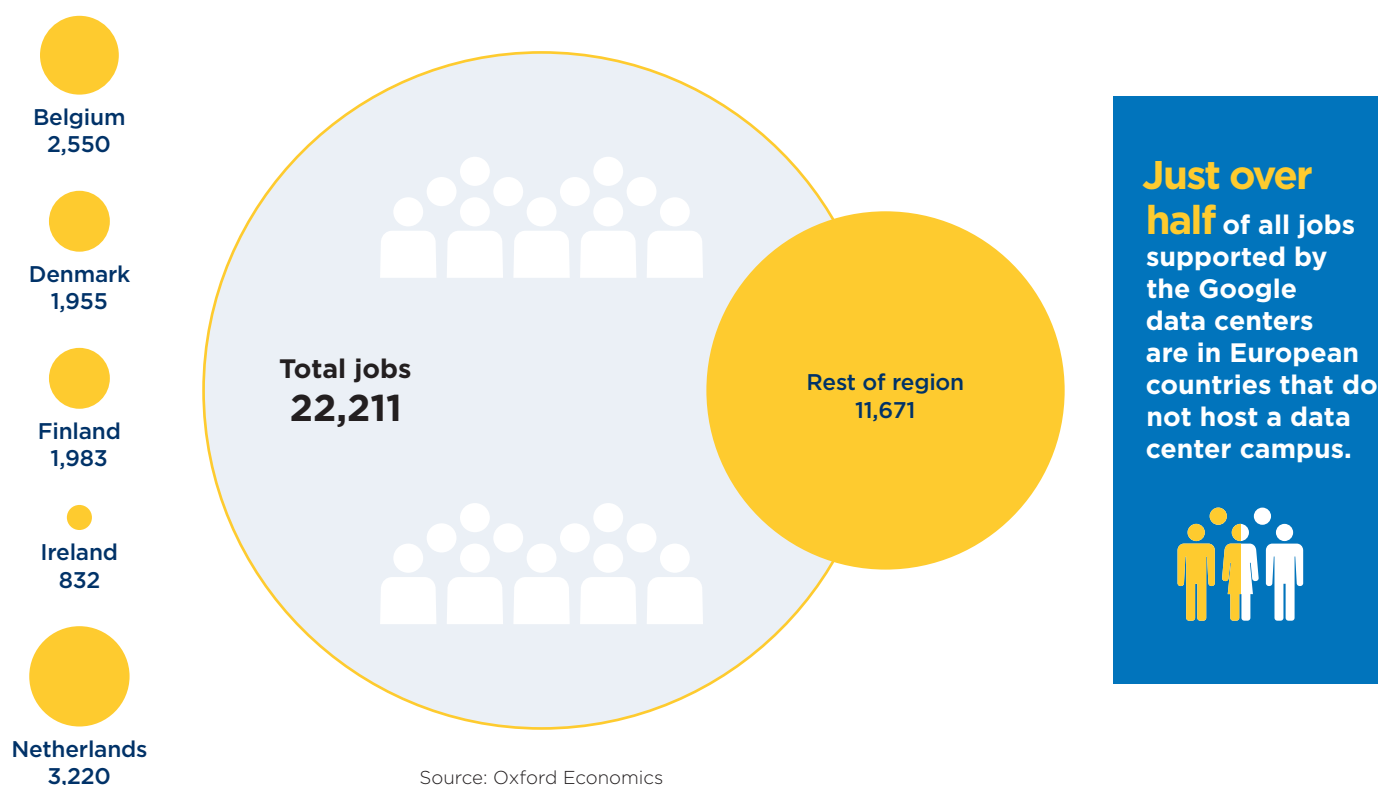 Belgium
2,550
Denmark
1,955
Finland
1,983
Ireland
832
Netherlands
3,220
Total jobs
22,211
Rest of region
11,671
Source: Oxford Economics
Just over
half of all jobs
supported by
the Google
data centers
are in European
countries that do
not host a data
center campus.